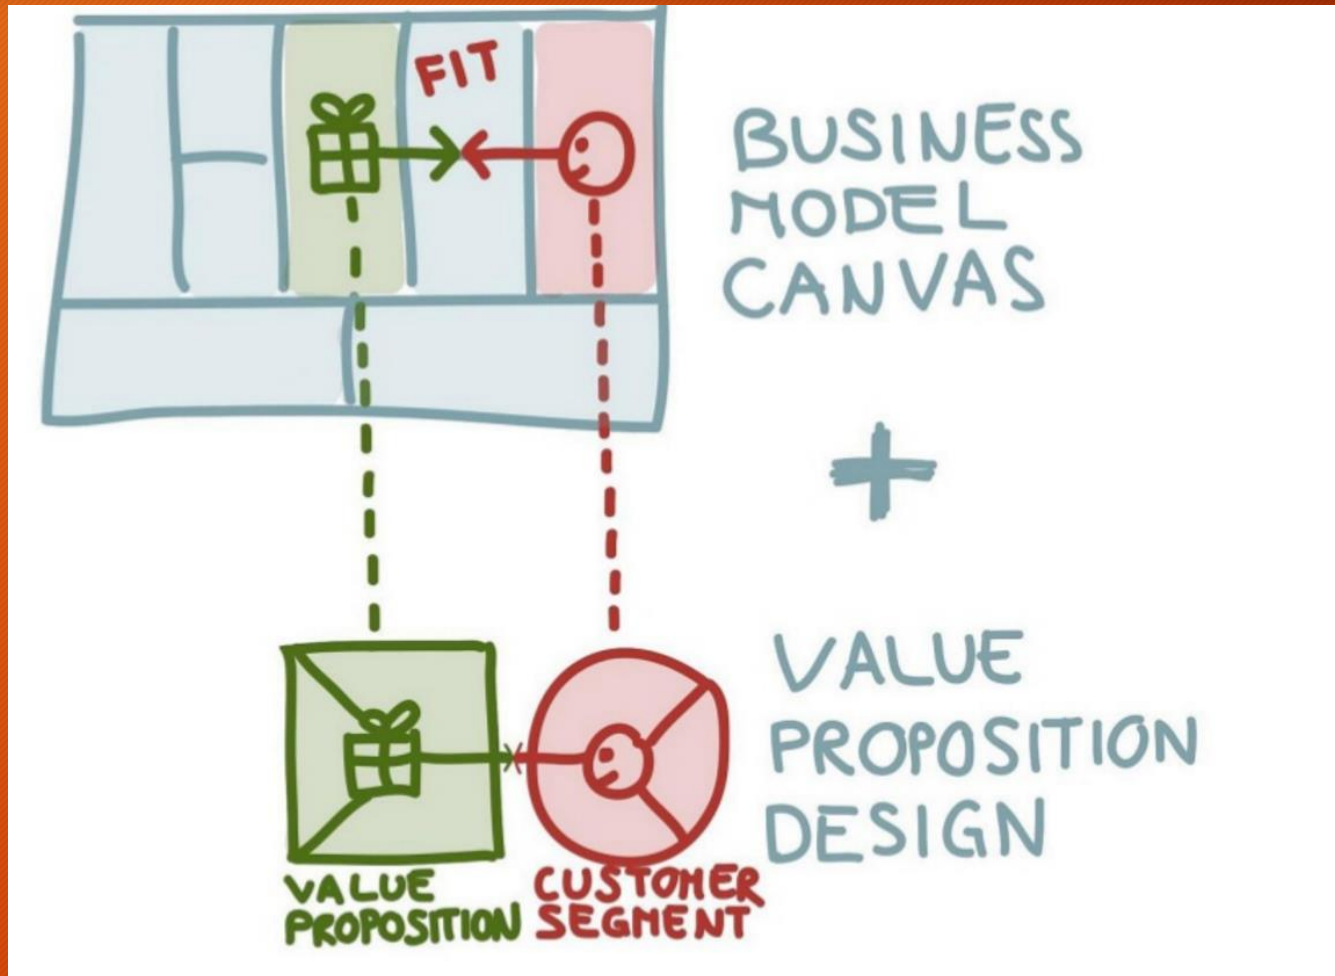 FIT
BUSINESS
MODEL
CANVAS
+
VALUE
PROPOSITION
DESIGN
VALUE
PROPOSITION
CUSTOMER
SEGMENT